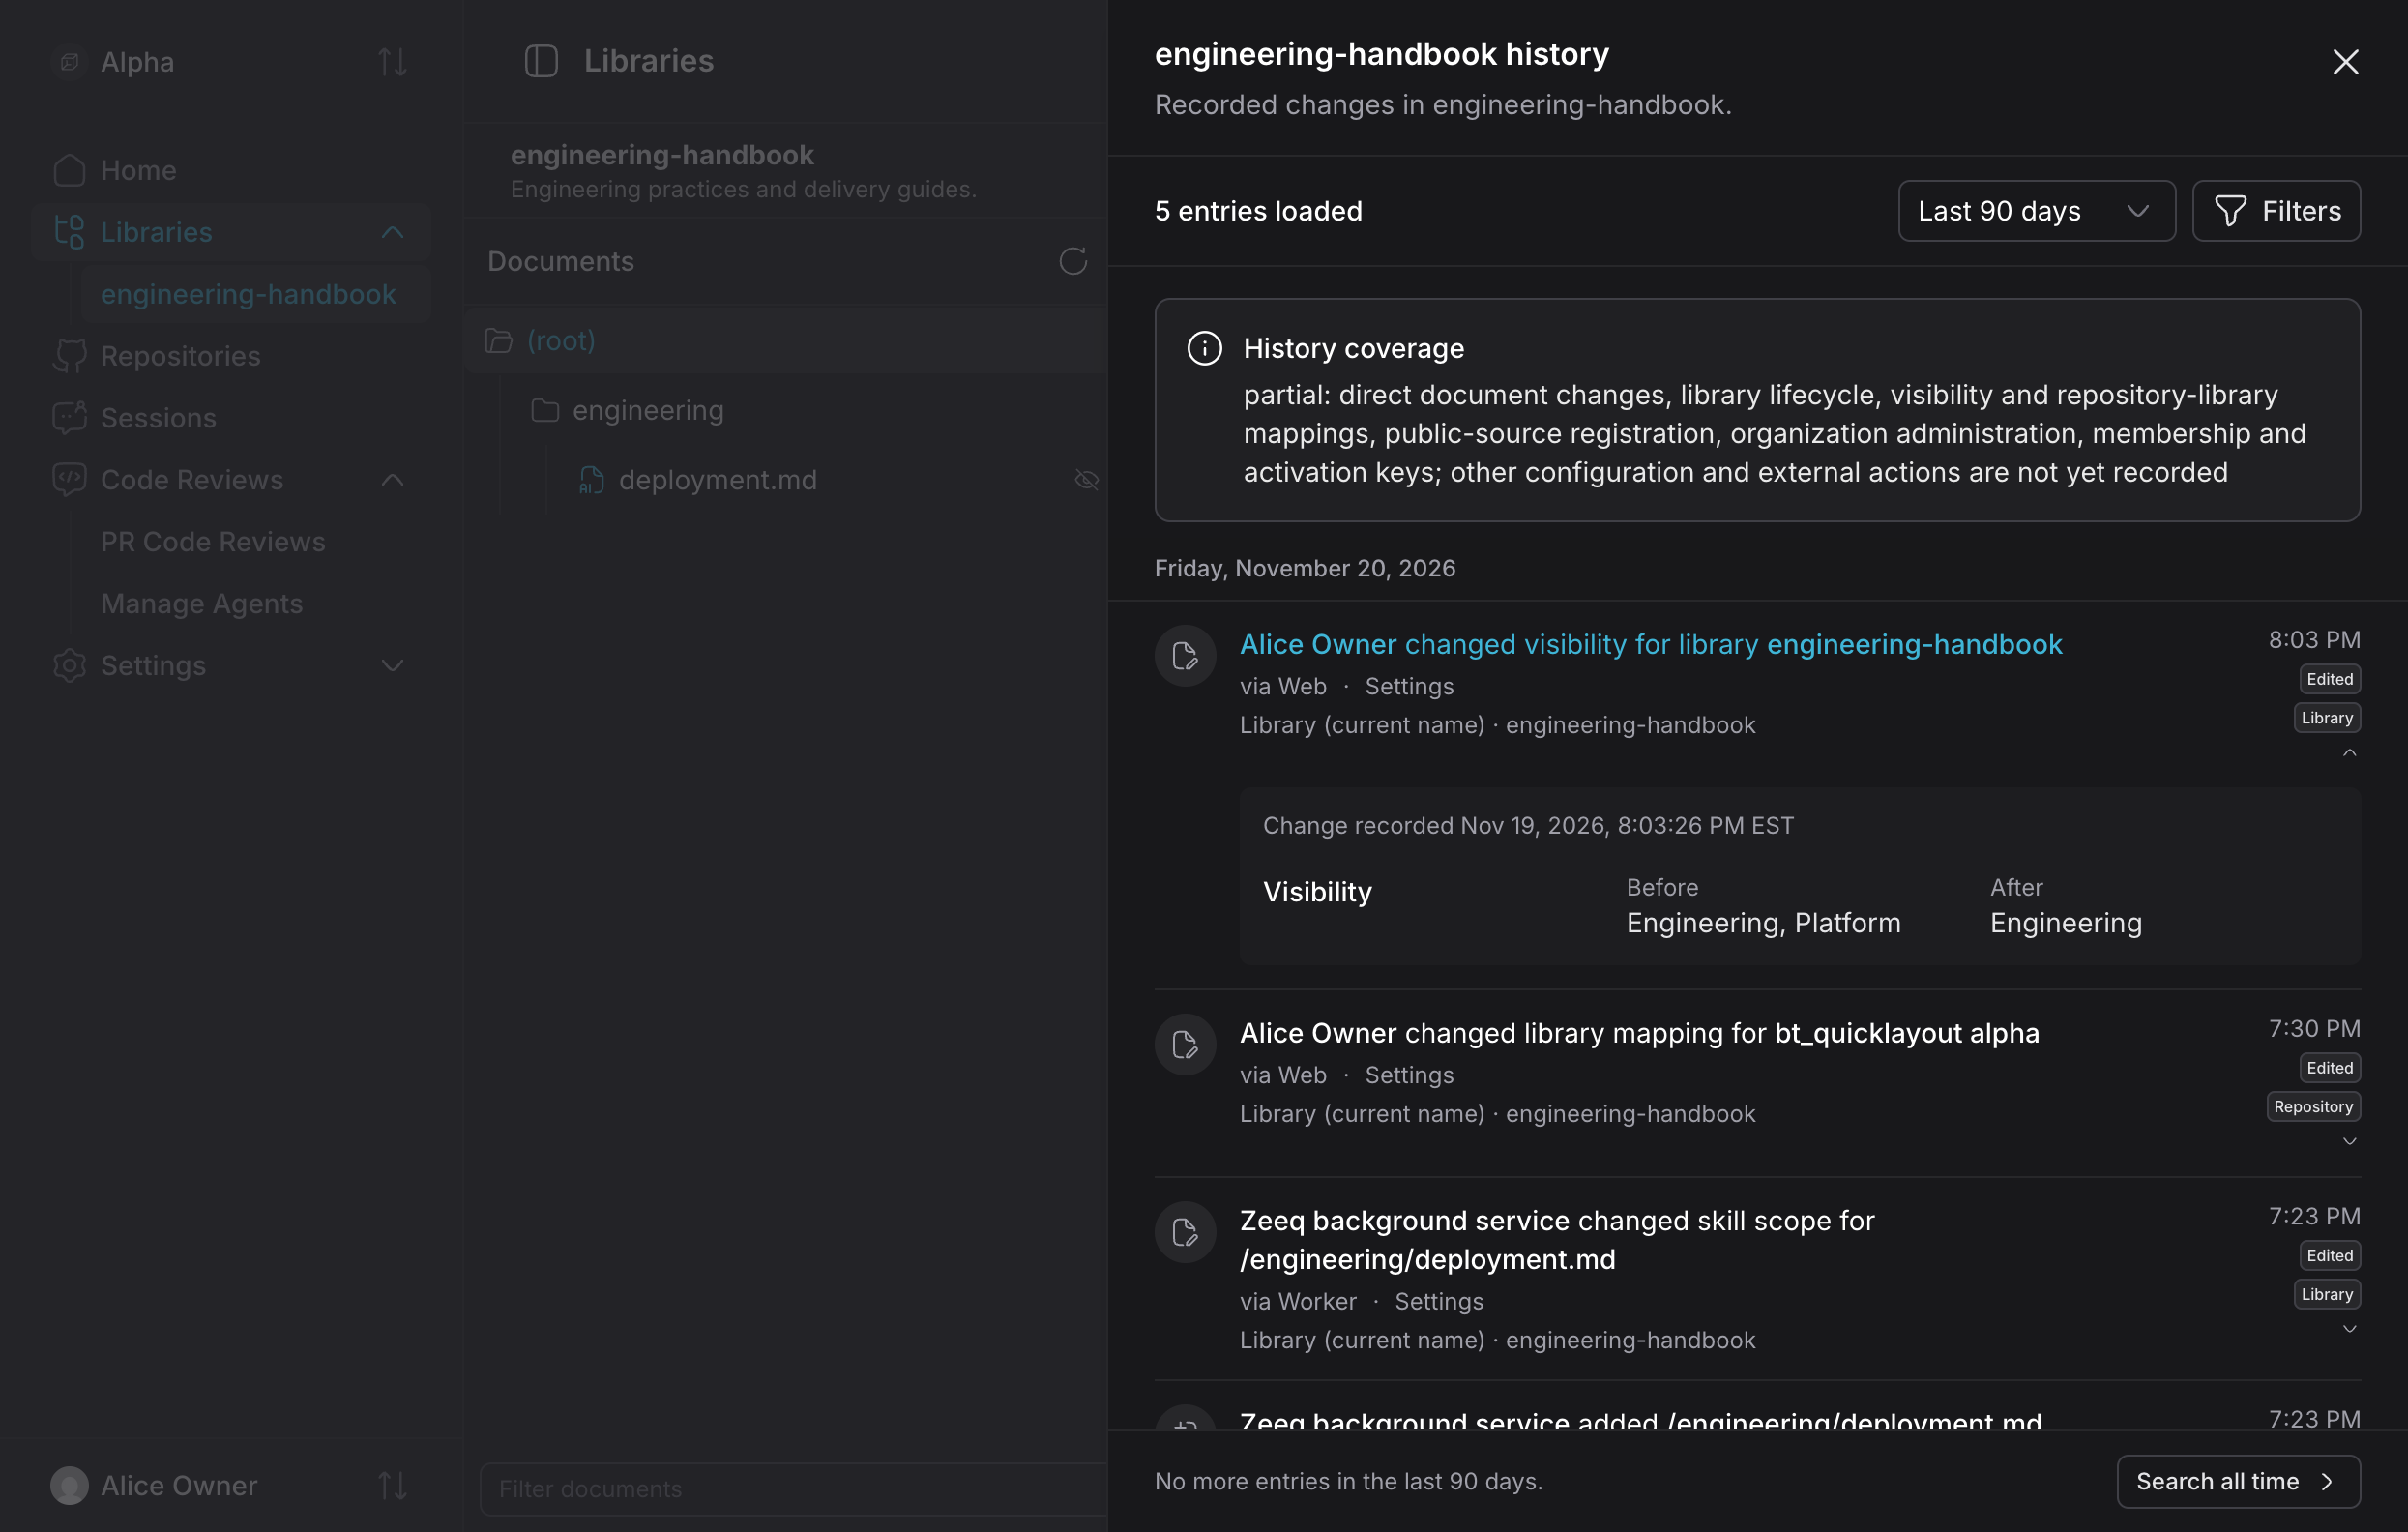 Alpha
Home
Libraries
engineering-handbook
Repositories
Sessions
Code Reviews
PR Code Reviews
Manage Agents
Settings
Alice Owner
Libraries
engineering-handbook
Engineering practices and delivery guides.
Documents
(root)
engineering
AI deployment.md
Filter documents
engineering-handbook history
Recorded changes in engineering-handbook.
5 entries loaded
Last 90 days
Filters
History coverage
partial: direct document changes, library lifecycle, visibility and repository-library
mappings, public-source registration, organization administration, membership and
activation keys; other configuration and external actions are not yet recorded
Friday, November 20, 2026
Alice Owner changed visibility for library engineering-handbook
8:03 PM
via Web · Settings
Edited
Library (current name) · engineering-handbook
Library
Change recorded Nov 19, 2026, 8:03:26 PM EST
Visibility
Before
After
Engineering, Platform
Engineering
Alice Owner changed library mapping for bt_quicklayout alpha
7:30 PM
via Web · Settings
Edited
Library (current name) · engineering-handbook
Repository
Zeeq background service changed skill scope for
7:23 PM
/engineering/deployment.md
Edited
via Worker · Settings
Library
Library (current name) · engineering-handbook
Zeeq background service added /engineering/deployment.md
7:23 PM
No more entries in the last 90 days.
Search all time